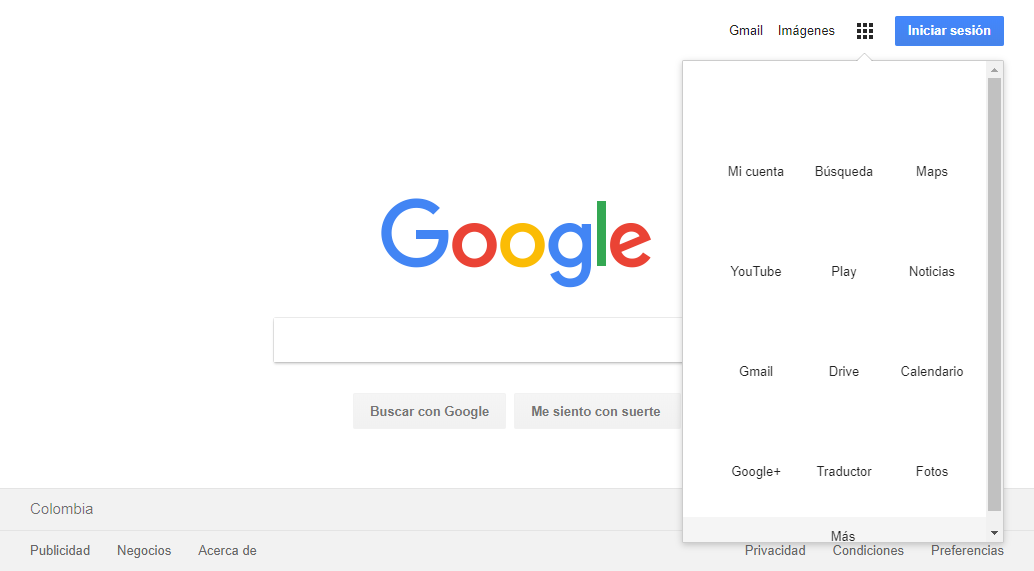 Gmail Imágenes Iniciar sesión
Mi cuenta Búsqueda Maps
Google
YouTube Play Noticias
Gmail Drive Calendario
Buscar con Google Me siento con suerte
Google+ Traductor Fotos
Colombia
Más
Publicidad Negocios Acerca de Privacidad Condiciones Preferencias